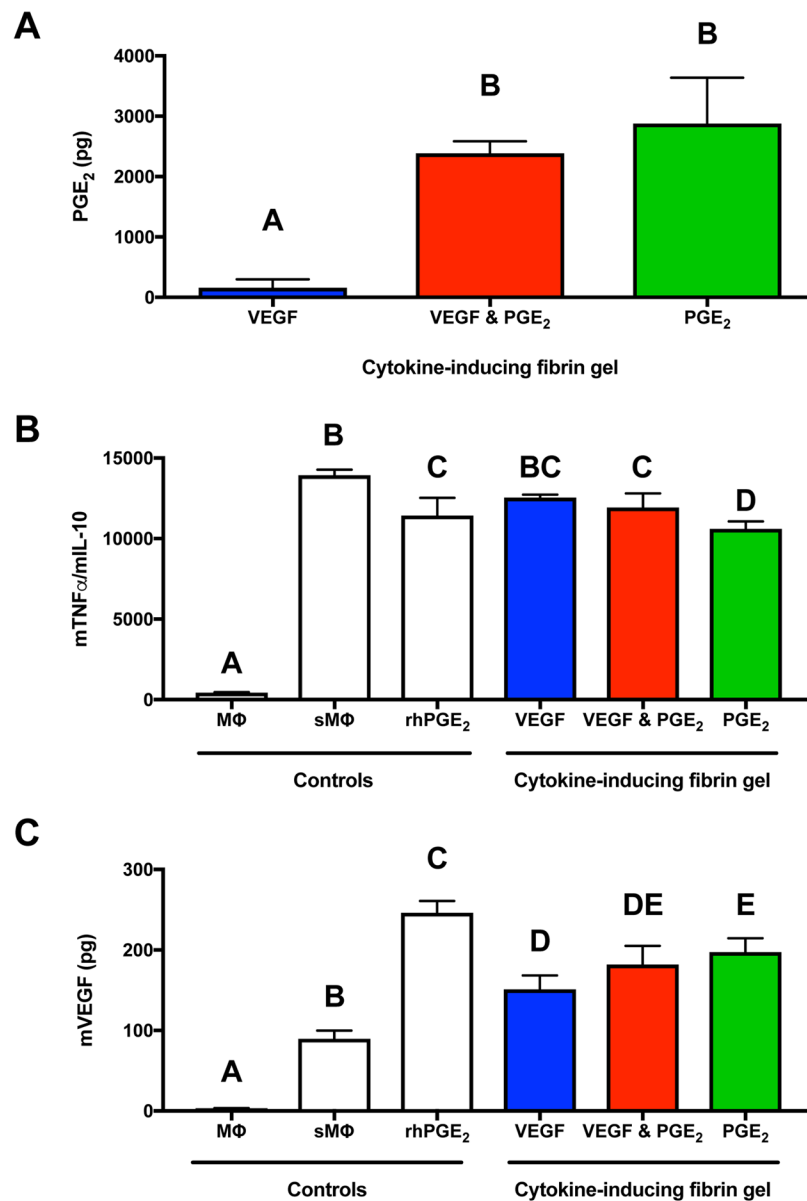 A
B
B
A
4000
3000
2000
1000
0
PGE₂ (pg)
VEGF
VEGF & PGE₂
PGE₂
Cytokine-inducing fibrin gel
B
B
C
BC
C
D
A
15000
10000
5000
0
mTNFα/mIL-10
MΦ
sMΦ
rhPGE₂
VEGF
VEGF & PGE₂
PGE₂
Controls
Cytokine-inducing fibrin gel
C
C
DE
E
D
B
A
300
200
100
0
mVEGF (pg)
MΦ
sMΦ
rhPGE₂
VEGF
VEGF & PGE₂
PGE₂
Controls
Cytokine-inducing fibrin gel